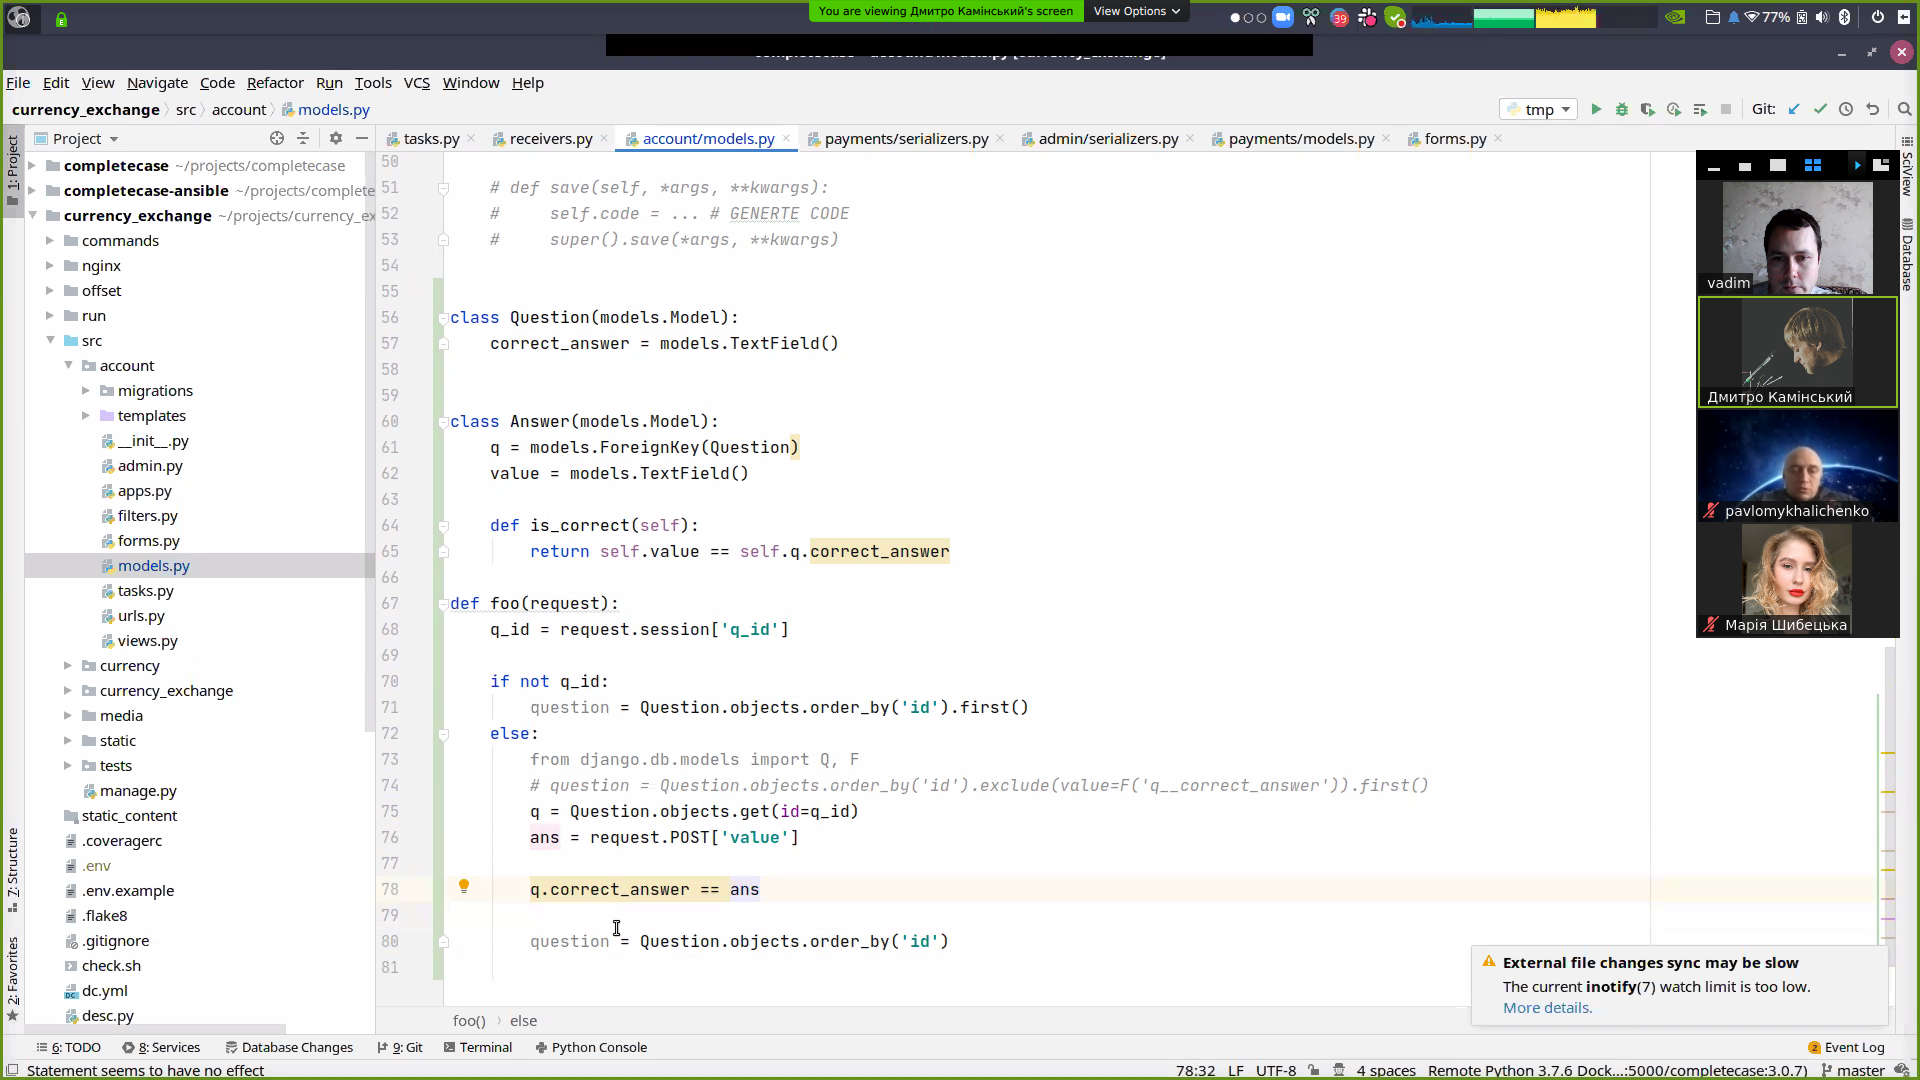 You are viewing Дмитро Камінський's screen
View Options
39
77%
File Edit View Navigate Code Refactor Run Tools VCS Window Help
currency_exchange src account models.py
tmp
Git:
Project
tasks.py receivers.py account/models.py payments/serializers.py admin/serializers.py payments/models.py forms.py
1: Project
7: Structure
2: Favorites
SciView
Database
completecase ~/projects/completecase
completecase-ansible ~/projects/complete
currency_exchange ~/projects/currency_ex
commands
nginx
offset
run
src
account
migrations
templates
__init__.py
admin.py
apps.py
filters.py
forms.py
models.py
tasks.py
urls.py
views.py
currency
currency_exchange
media
static
tests
manage.py
static_content
.coveragerc
.env
.env.example
.flake8
.gitignore
check.sh
dc.yml
desc.py
50
51 # def save(self, *args, **kwargs):
52 #     self.code = ... # GENERTE CODE
53 #     super().save(*args, **kwargs)
54
55
56 class Question(models.Model):
57     correct_answer = models.TextField()
58
59
60 class Answer(models.Model):
61     q = models.ForeignKey(Question)
62     value = models.TextField()
63
64     def is_correct(self):
65         return self.value == self.q.correct_answer
66
67 def foo(request):
68     q_id = request.session['q_id']
69
70     if not q_id:
71         question = Question.objects.order_by('id').first()
72     else:
73         from django.db.models import Q, F
74         # question = Question.objects.order_by('id').exclude(value=F('q__correct_answer')).first()
75         q = Question.objects.get(id=q_id)
76         ans = request.POST['value']
77
78         q.correct_answer == ans
79
80         question = Question.objects.order_by('id')
81
foo() else
vadim
Дмитро Камінський
pavlomykhalichenko
Марія Шибецька
External file changes sync may be slow
The current inotify(7) watch limit is too low.
More details.
6: TODO 8: Services Database Changes 9: Git Terminal Python Console
2 Event Log
Statement seems to have no effect
78:32 LF UTF-8 4 spaces Remote Python 3.7.6 Dock...:5000/completecase:3.0.7) master